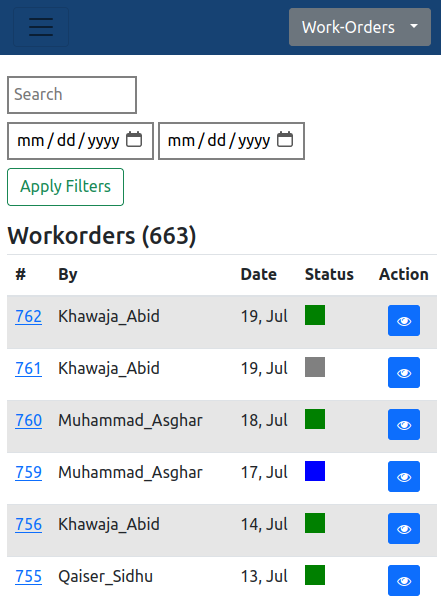 Work-Orders
Search
mm/dd/yyyy mm/dd/yyyy
Apply Filters
Workorders (663)
# By Date Status Action
762 Khawaja_Abid 19, Jul
761 Khawaja_Abid 19, Jul
760 Muhammad_Asghar 18, Jul
759 Muhammad_Asghar 17, Jul
756 Khawaja_Abid 14, Jul
755 Qaiser_Sidhu 13, Jul